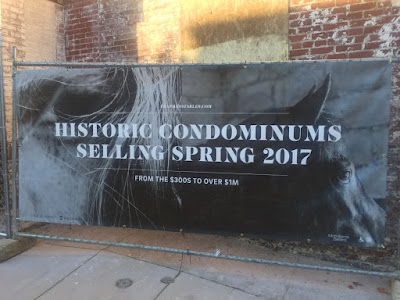 HISTORIC CONDOMINUMS
SELLING SPRING 2017
FROM THE $300S TO OVER $1M